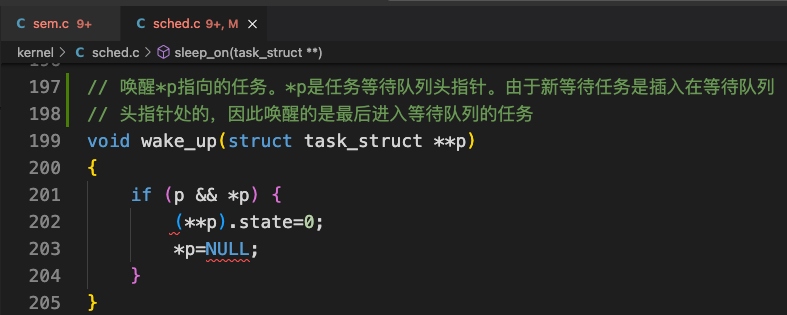 C sem.c 9+ C sched.c 9+, M ×
kernel > C sched.c > sleep_on(task_struct **)
197 // 唤醒*p指向的任务。*p是任务等待队列头指针。由于新等待任务是插入在等待队列
198 // 头指针处的，因此唤醒的是最后进入等待队列的任务
199 void wake_up(struct task_struct **p)
200 {
201     if (p && *p) {
202         (**p).state=0;
203         *p=NULL;
204     }
205 }